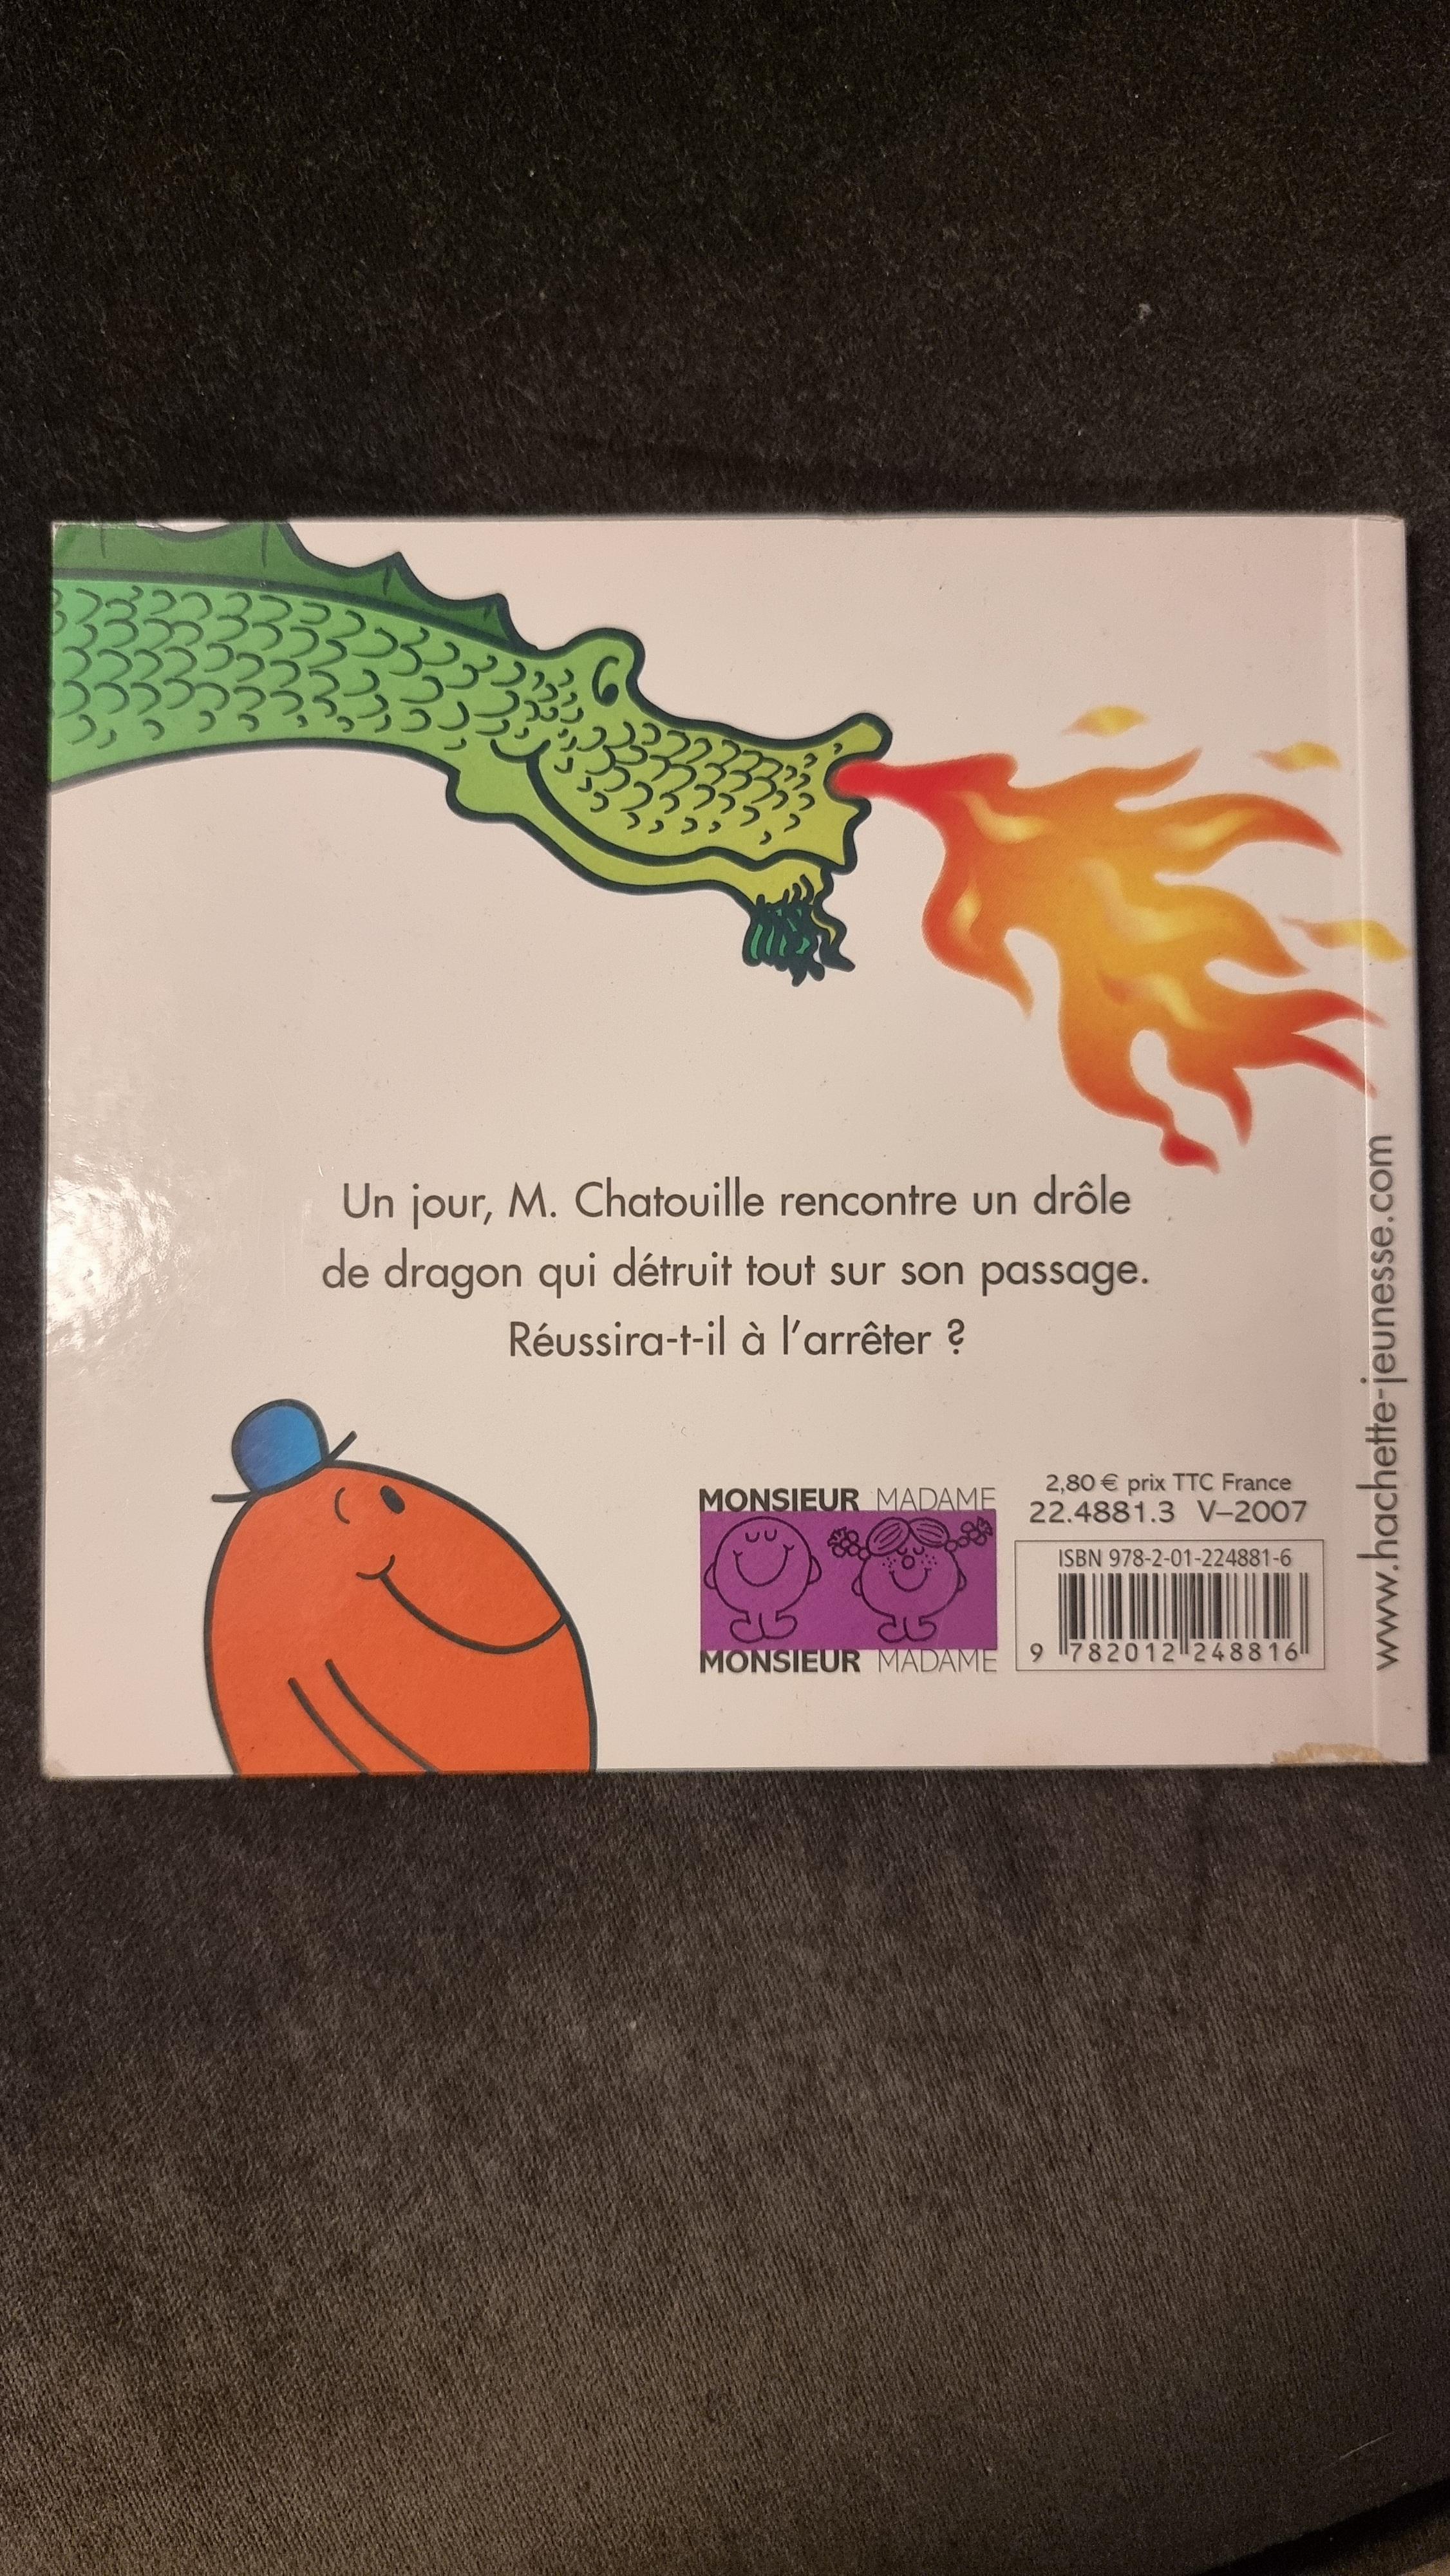 Un jour, M. Chatouille rencontre un drôle
de dragon qui détruit tout sur son passage.
Réussira-t-il à l'arrêter ?
MONSIEUR MADAME
MONSIEUR MADAME
2,80 € prix TTC France
22.4881.3 V–2007
ISBN 978-2-01-224881-6
9 782012 248816
www.hachette-jeunesse.com